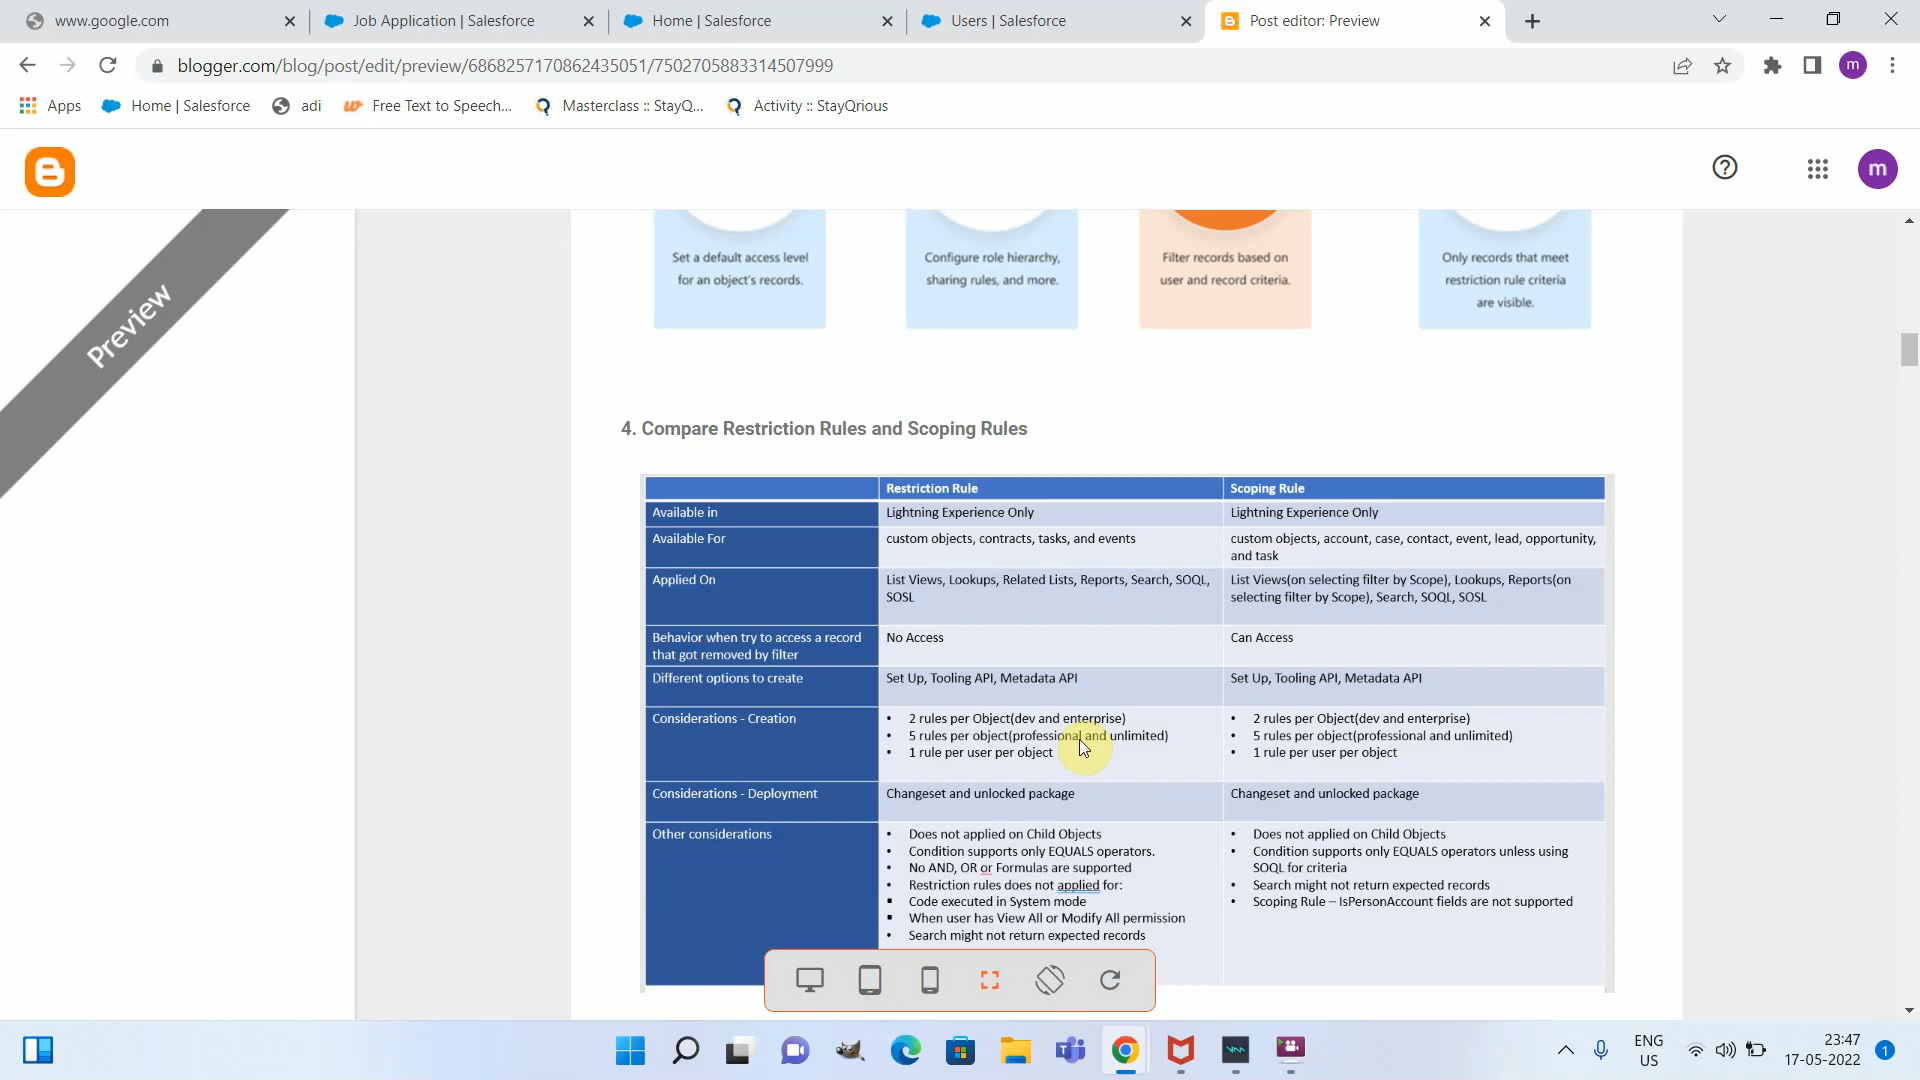 www.google.com
Job Application | Salesforce
Home | Salesforce
Users | Salesforce
Post editor: Preview
blogger.com/blog/post/edit/preview/6868257170862435051/7502705883314507999
m
Apps
Home | Salesforce
adi
Free Text to Speech...
Masterclass :: StayQ...
Activity :: StayQrious
m
Preview
Set a default access level
for an object's records.
Configure role hierarchy,
sharing rules, and more.
Filter records based on
user and record criteria.
Only records that meet
restriction rule criteria
are visible.
4. Compare Restriction Rules and Scoping Rules
Restriction Rule
Scoping Rule
Available in
Lightning Experience Only
Lightning Experience Only
Available For
custom objects, contracts, tasks, and events
custom objects, account, case, contact, event, lead, opportunity,
and task
Applied On
List Views, Lookups, Related Lists, Reports, Search, SOQL,
SOSL
List Views(on selecting filter by Scope), Lookups, Reports(on
selecting filter by Scope), Search, SOQL, SOSL
Behavior when try to access a record
that got removed by filter
No Access
Can Access
Different options to create
Set Up, Tooling API, Metadata API
Set Up, Tooling API, Metadata API
Considerations - Creation
• 2 rules per Object(dev and enterprise)
• 5 rules per object(professional and unlimited)
• 1 rule per user per object
• 2 rules per Object(dev and enterprise)
• 5 rules per object(professional and unlimited)
• 1 rule per user per object
Considerations - Deployment
Changeset and unlocked package
Changeset and unlocked package
Other considerations
• Does not applied on Child Objects
• Condition supports only EQUALS operators.
• No AND, OR or Formulas are supported
• Restriction rules does not applied for:
▪ Code executed in System mode
▪ When user has View All or Modify All permission
• Search might not return expected records
• Does not applied on Child Objects
• Condition supports only EQUALS operators unless using
SOQL for criteria
• Search might not return expected records
• Scoping Rule – IsPersonAccount fields are not supported
ENG
US
23:47
17-05-2022
1